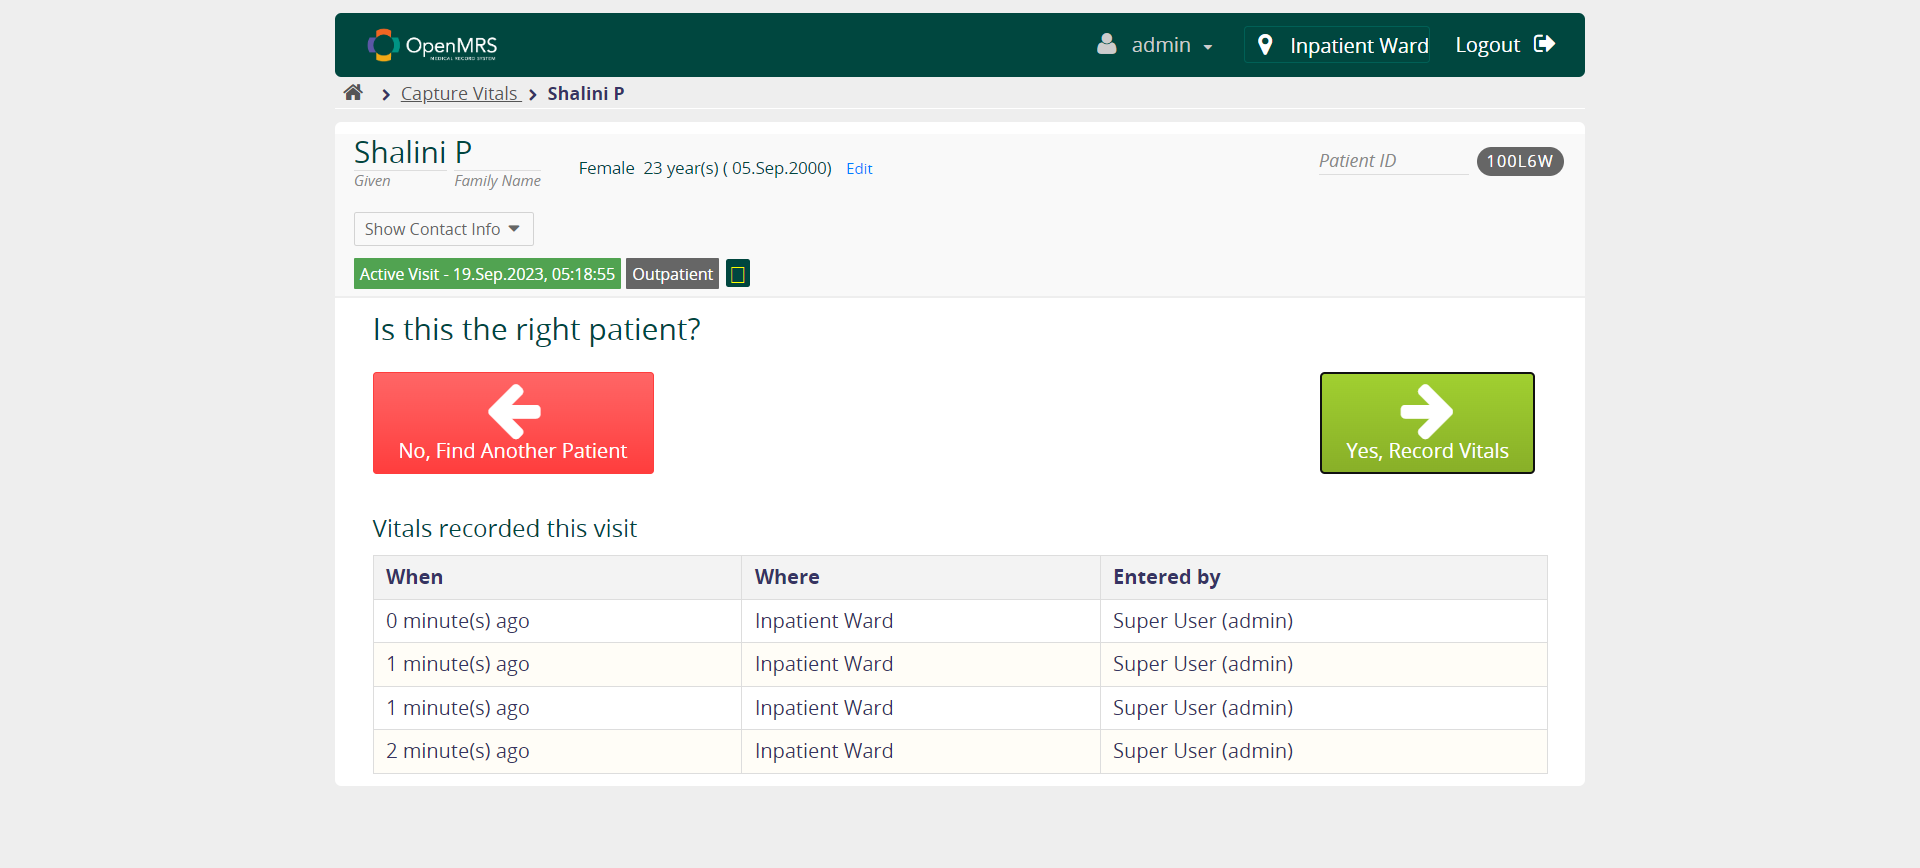 OpenMRS
MEDICAL RECORD SYSTEM
admin
Inpatient Ward
Logout
Capture Vitals
Shalini P
Shalini P
Given Family Name
Female 23 year(s) ( 05.Sep.2000) Edit
Patient ID 100L6W
Show Contact Info
Active Visit - 19.Sep.2023, 05:18:55 Outpatient
Is this the right patient?
No, Find Another Patient
Yes, Record Vitals
Vitals recorded this visit
When Where Entered by
0 minute(s) ago Inpatient Ward Super User (admin)
1 minute(s) ago Inpatient Ward Super User (admin)
1 minute(s) ago Inpatient Ward Super User (admin)
2 minute(s) ago Inpatient Ward Super User (admin)